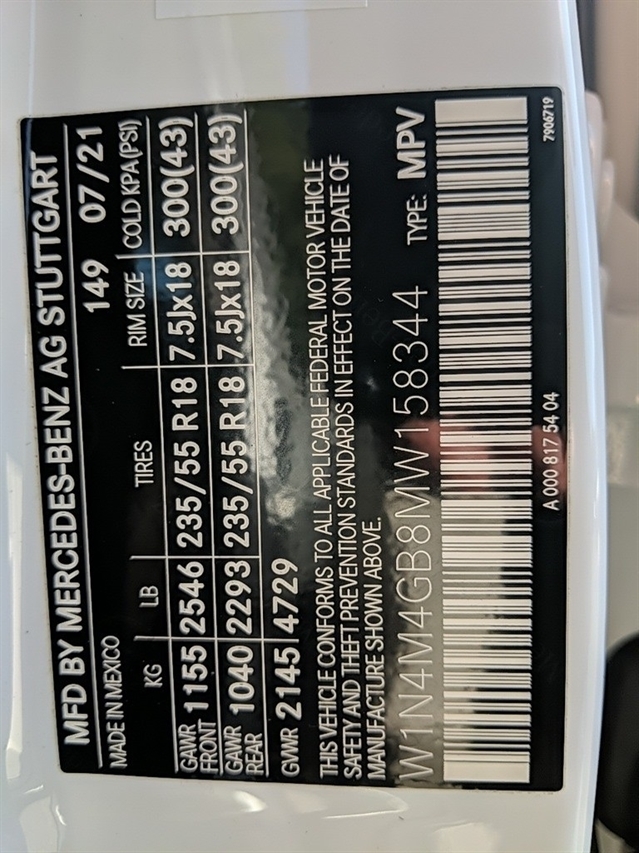 MFD BY MERCEDES-BENZ AG STUTTGART
MADE IN MEXICO 149 07/21
KG LB TIRES RIM SIZE COLD KPA (PSI)
GAWR FRONT 1155 2546 235/55 R18 7.5Jx18 300(43)
GAWR REAR 1040 2293 235/55 R18 7.5Jx18 300(43)
GWR 2145 4729
THIS VEHICLE CONFORMS TO ALL APPLICABLE FEDERAL MOTOR VEHICLE
SAFETY AND THEFT PREVENTION STANDARDS IN EFFECT ON THE DATE OF
MANUFACTURE SHOWN ABOVE.
W1N4M4GB8MW158344 TYPE: MPV
A 000 817 54 04
7906719